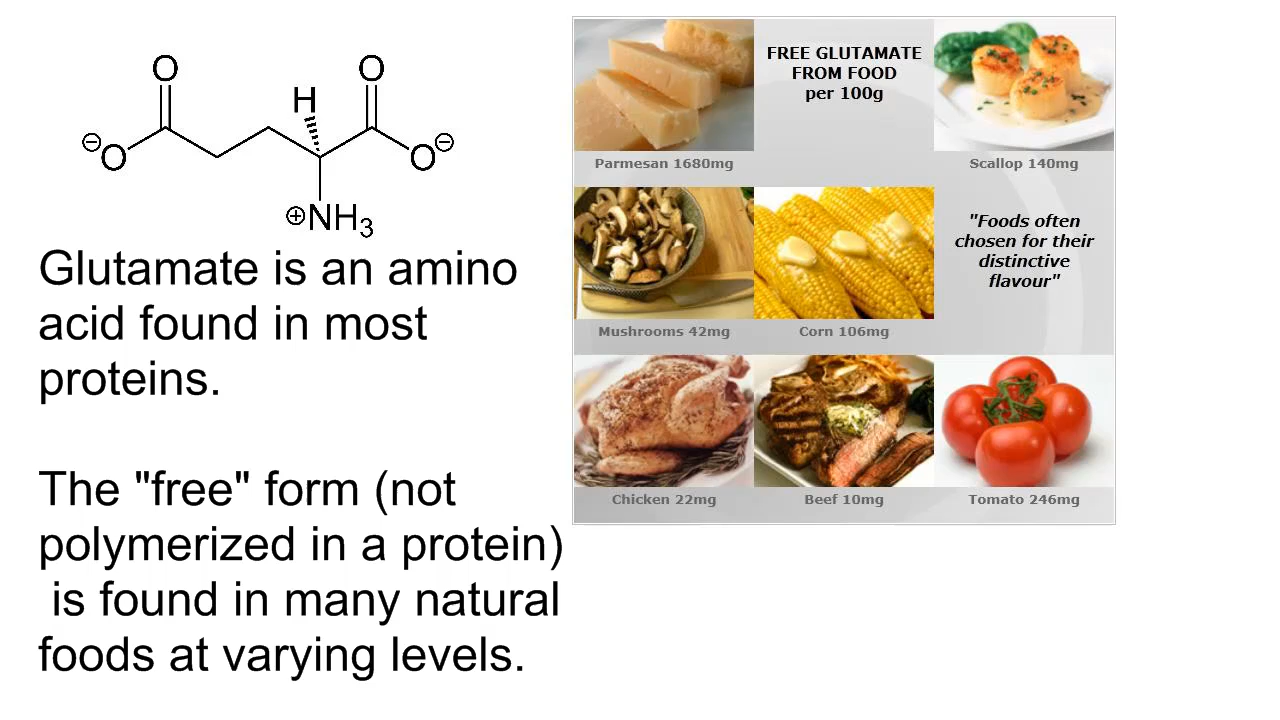 O
O
H
⊖
O
O
⊖
⊕NH3
Glutamate is an amino
acid found in most
proteins.
The "free" form (not
polymerized in a protein)
is found in many natural
foods at varying levels.
FREE GLUTAMATE
FROM FOOD
per 100g
Parmesan 1680mg
Scallop 140mg
"Foods often
chosen for their
distinctive
flavour"
Mushrooms 42mg
Corn 106mg
Chicken 22mg
Beef 10mg
Tomato 246mg